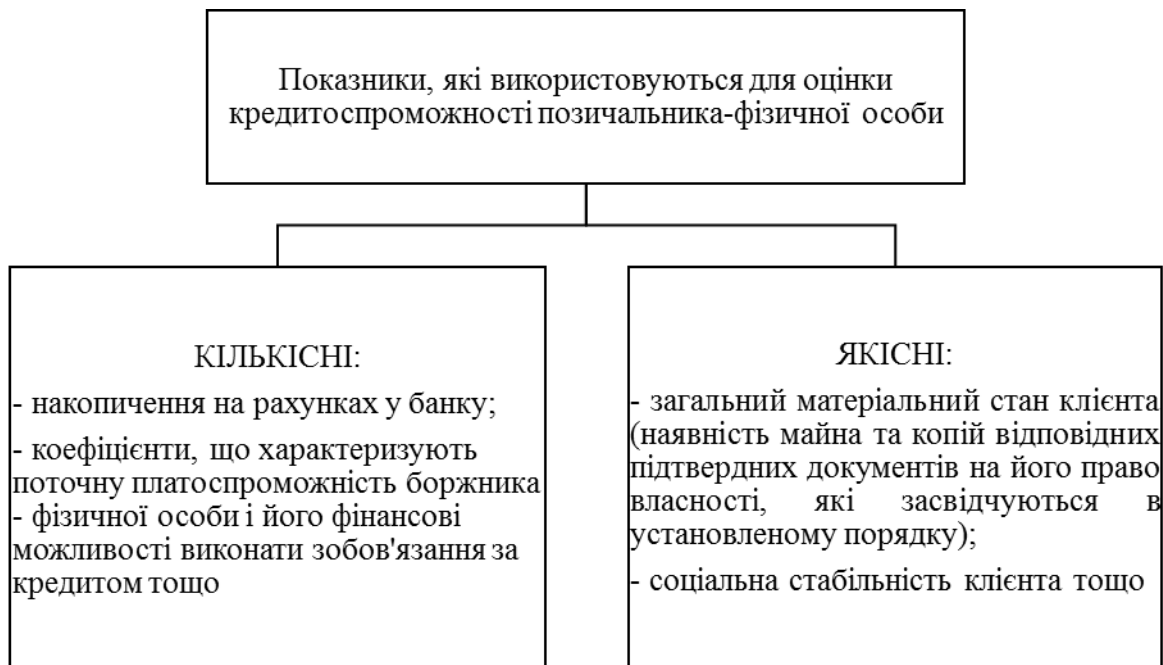 Показники, які використовуються для оцінки
кредитоспроможності позичальника-фізичної особи
КІЛЬКІСНІ:
- накопичення на рахунках у банку;
- коефіцієнти, що характеризують
поточну платоспроможність боржника
- фізичної особи і його фінансові
можливості виконати зобов'язання за
кредитом тощо
ЯКІСНІ:
- загальний матеріальний стан клієнта
(наявність майна та копій відповідних
підтвердних документів на його право
власності, які засвідчуються в
установленому порядку);
- соціальна стабільність клієнта тощо